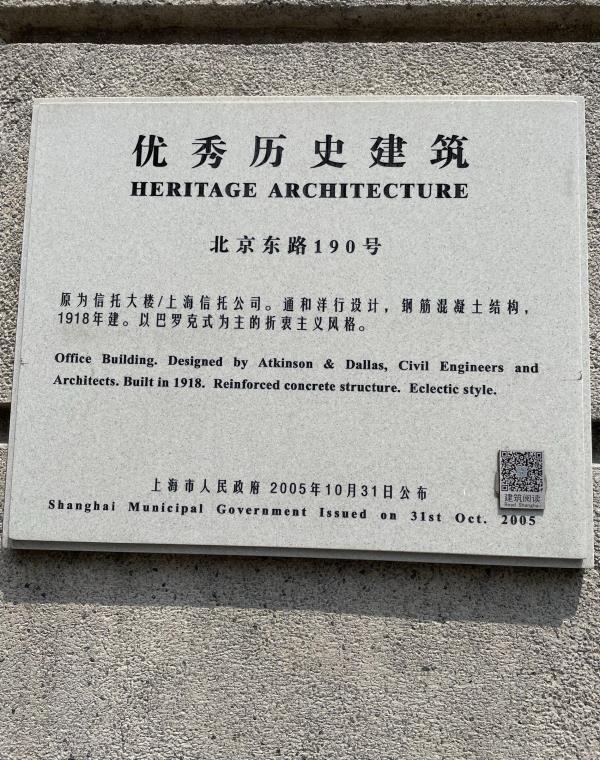 优秀历史建筑
HERITAGE ARCHITECTURE
北京东路190号
原为信托大楼/上海信托公司。通和洋行设计，钢筋混凝土结构，
1918年建。以巴罗克式为主的折衷主义风格。
Office Building. Designed by Atkinson & Dallas, Civil Engineers and
Architects. Built in 1918. Reinforced concrete structure. Eclectic style.
上海市人民政府 2005年10月31日公布
Shanghai Municipal Government Issued on 31st Oct. 2005
建筑阅读
Read Shanghai